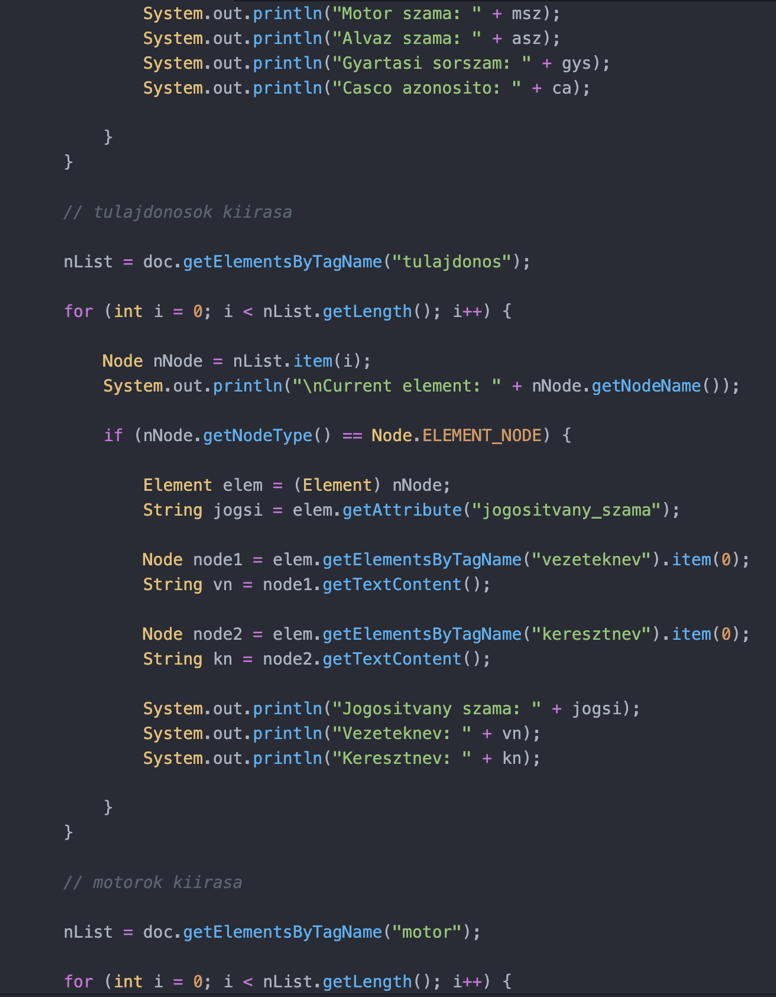 System.out.println("Motor szama: " + msz);
System.out.println("Alvaz szama: " + asz);
System.out.println("Gyartasi sorszam: " + gys);
System.out.println("Casco azonosito: " + ca);
}
}
// tulajdonosok kiirasa
nList = doc.getElementsByTagName("tulajdonos");
for (int i = 0; i < nList.getLength(); i++) {
Node nNode = nList.item(i);
System.out.println("\nCurrent element: " + nNode.getNodeName());
if (nNode.getNodeType() == Node.ELEMENT_NODE) {
Element elem = (Element) nNode;
String jogsi = elem.getAttribute("jogositvany_szama");
Node node1 = elem.getElementsByTagName("vezeteknev").item(0);
String vn = node1.getTextContent();
Node node2 = elem.getElementsByTagName("keresztnev").item(0);
String kn = node2.getTextContent();
System.out.println("Jogositvany szama: " + jogsi);
System.out.println("Vezeteknev: " + vn);
System.out.println("Keresztnev: " + kn);
}
}
// motorok kiirasa
nList = doc.getElementsByTagName("motor");
for (int i = 0; i < nList.getLength(); i++) {